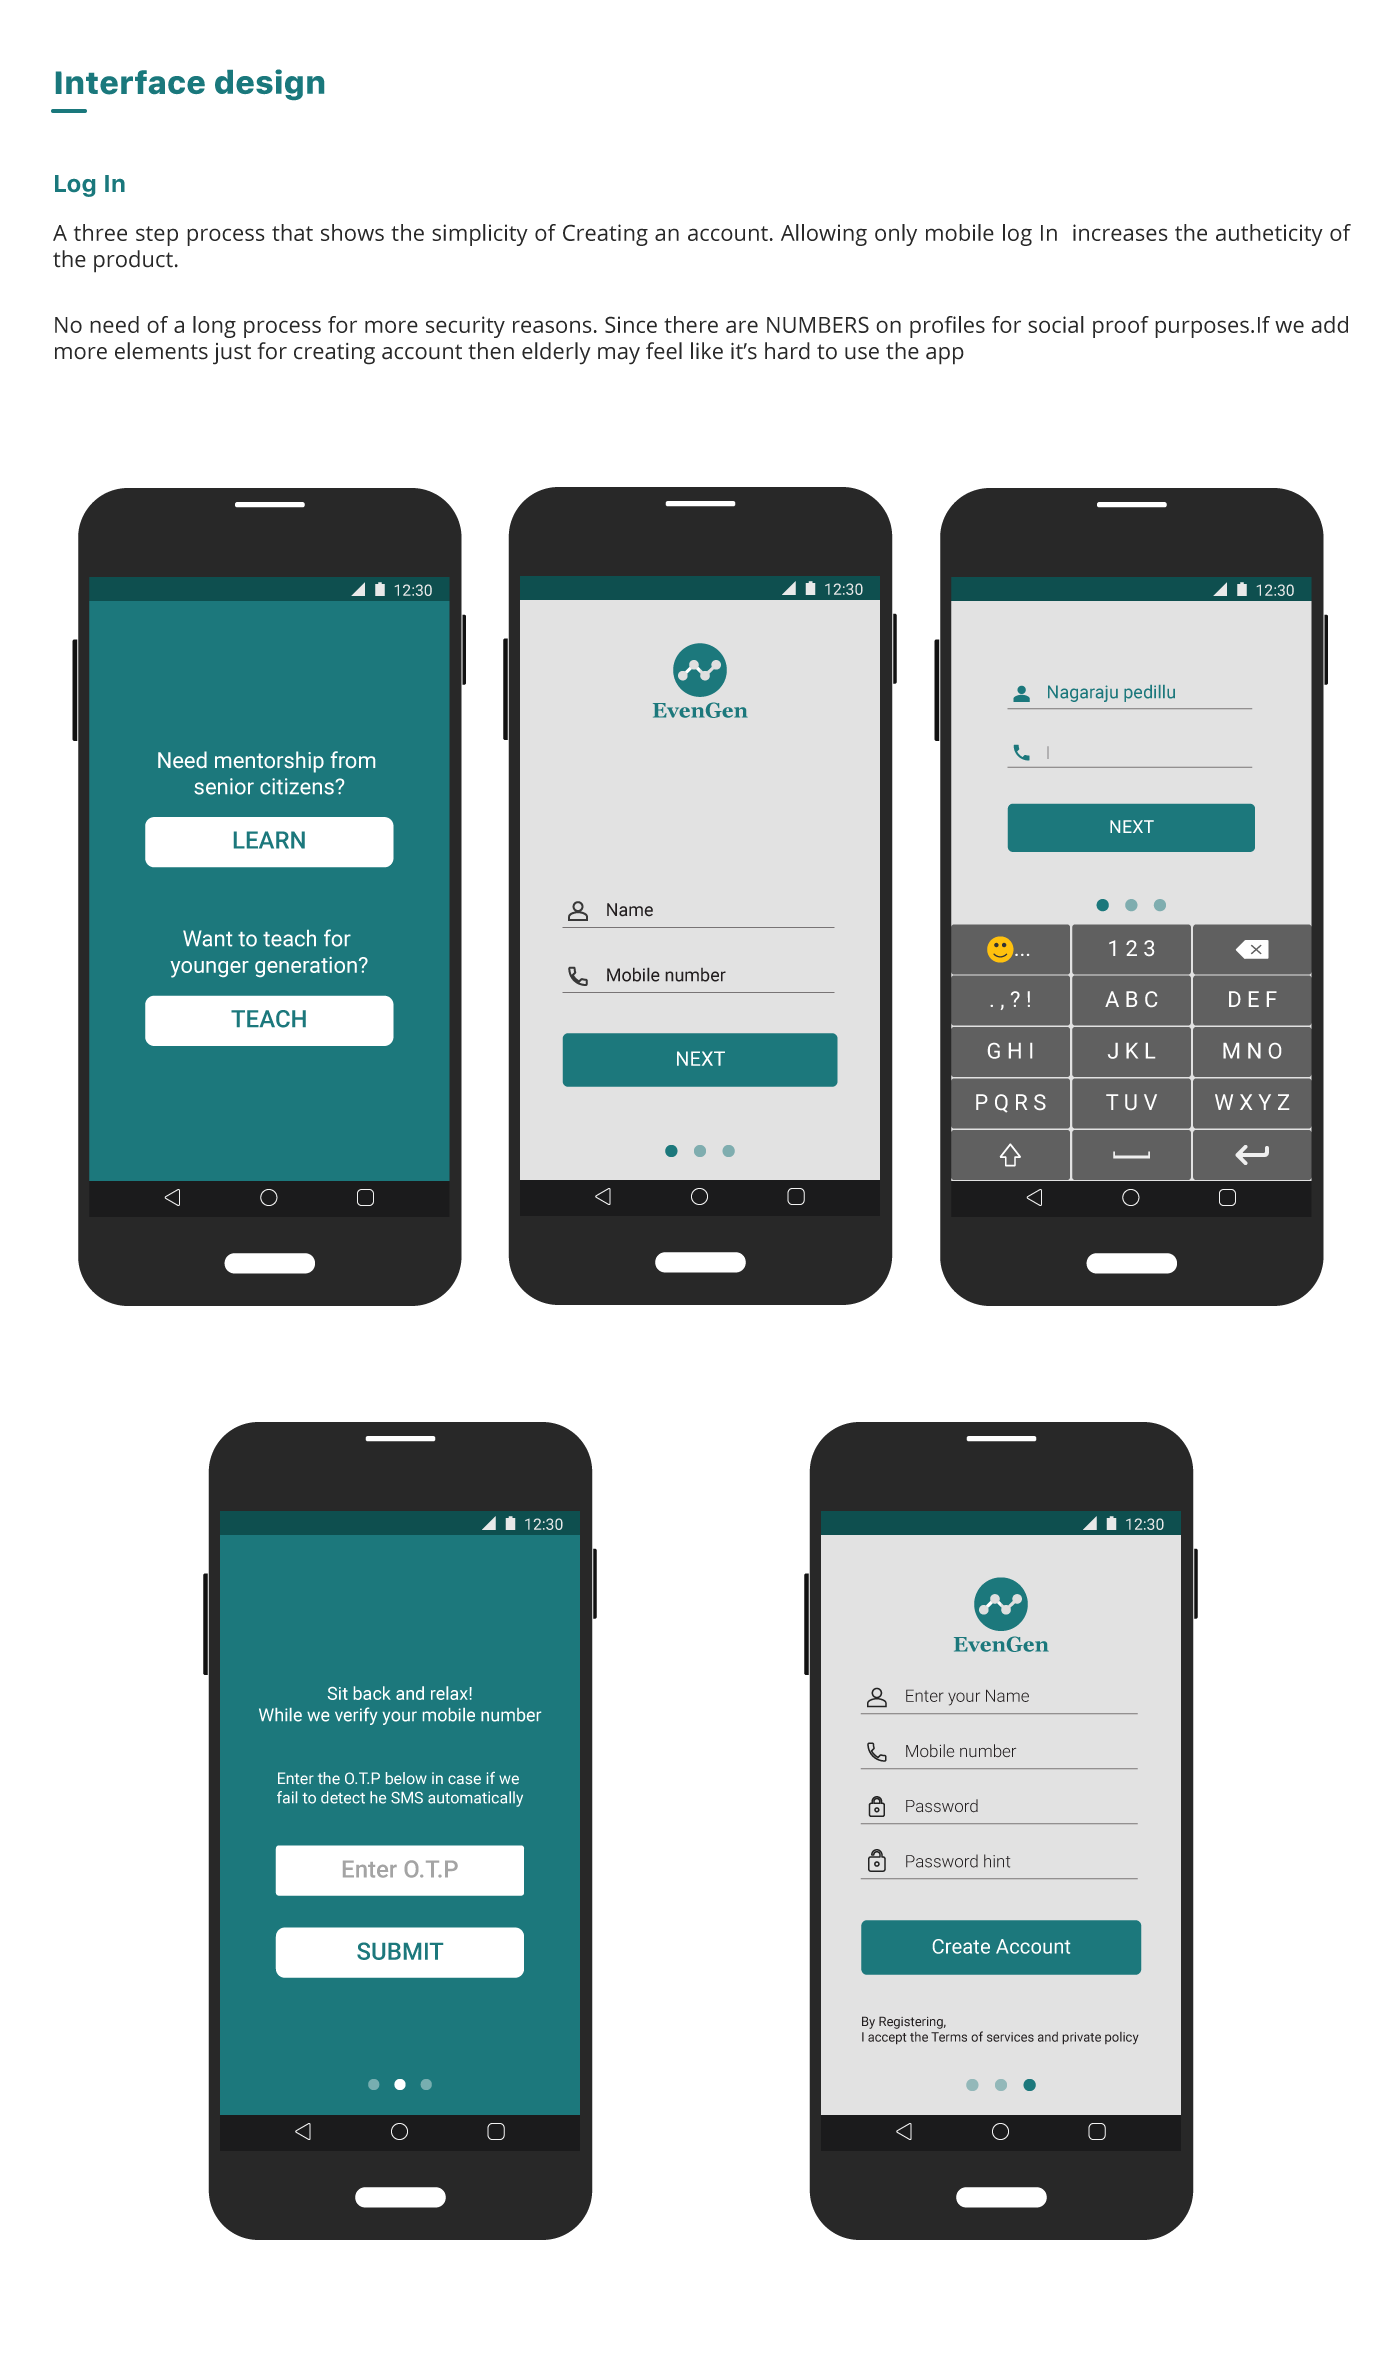 Interface design
Log In
A three step process that shows the simplicity of Creating an account. Allowing only mobile log In  increases the autheticity of
the product.
No need of a long process for more security reasons. Since there are NUMBERS on profiles for social proof purposes.If we add
more elements just for creating account then elderly may feel like it’s hard to use the app
12:30
Need mentorship from
senior citizens?
LEARN
Want to teach for
younger generation?
TEACH
12:30
EvenGen
Name
Mobile number
NEXT
12:30
Nagaraju pedillu
NEXT
... 1 2 3
. , ? ! A B C D E F
G H I J K L M N O
P Q R S T U V W X Y Z
12:30
Sit back and relax!
While we verify your mobile number
Enter the O.T.P below in case if we
fail to detect he SMS automatically
Enter O.T.P
SUBMIT
12:30
EvenGen
Enter your Name
Mobile number
Password
Password hint
Create Account
By Registering,
I accept the Terms of services and private policy